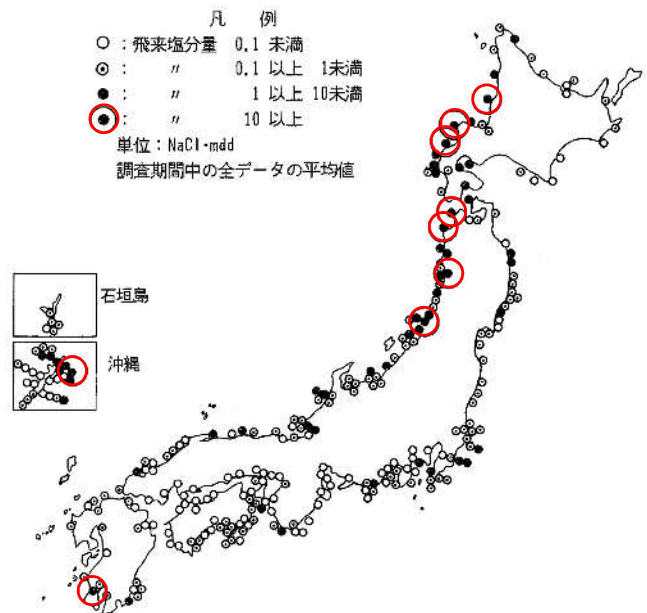 凡 例
○：飛来塩分量 0.1 未満
◉： 〃 0.1 以上 1未満
●： 〃 1 以上 10未満
： 〃 10 以上
単位：NaCl・mdd
調査期間中の全データの平均値
石垣島
沖縄